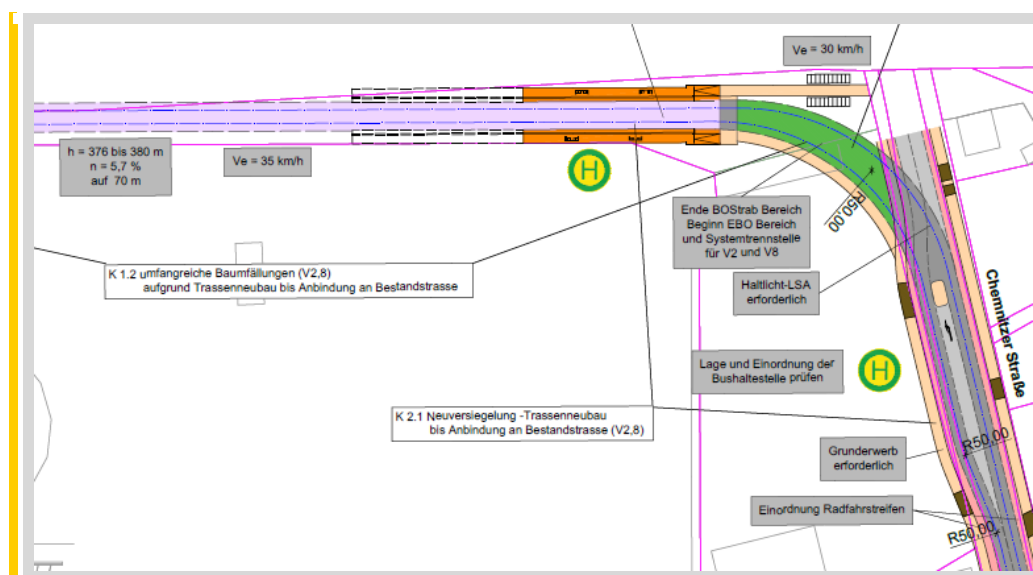 Ve = 30 km/h
h = 376 bis 380 m
n = 5,7 %
auf 70 m
Ve = 35 km/h
H
R50,00
Ende BOStrab Bereich
Beginn EBO Bereich
und Systemtrennstelle
für V2 und V8
K 1.2 umfangreiche Baumfällungen (V2,8)
aufgrund Trassenneubau bis Anbindung an Bestandstrasse
Haltlicht-LSA
erforderlich
Chemnitzer Straße
Lage und Einordnung der
Bushaltestelle prüfen
H
K 2.1 Neuversiegelung -Trassenneubau
bis Anbindung an Bestandstrasse (V2,8)
R50,00
Grunderwerb
erforderlich
Einordnung Radfahrstreifen
R50,00